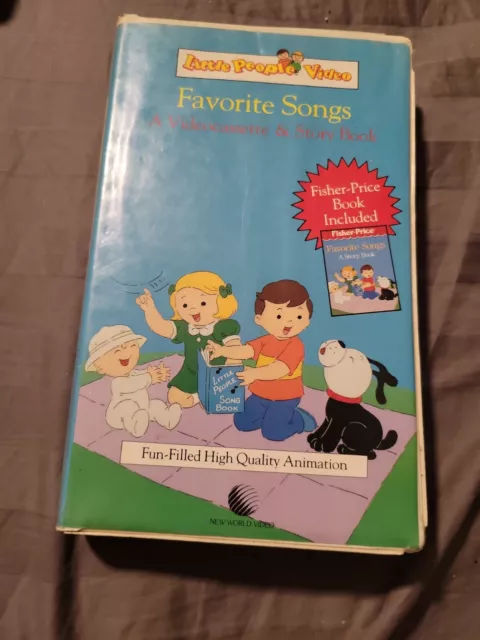 Little People Video
Favorite Songs
A Videocassette & Story Book
Fisher-Price
Book
Included
Fisher-Price
Favorite Songs
A Story Book
LITTLE
PEOPLE
SONG
BOOK
Fun-Filled High Quality Animation
NEW WORLD VIDEO